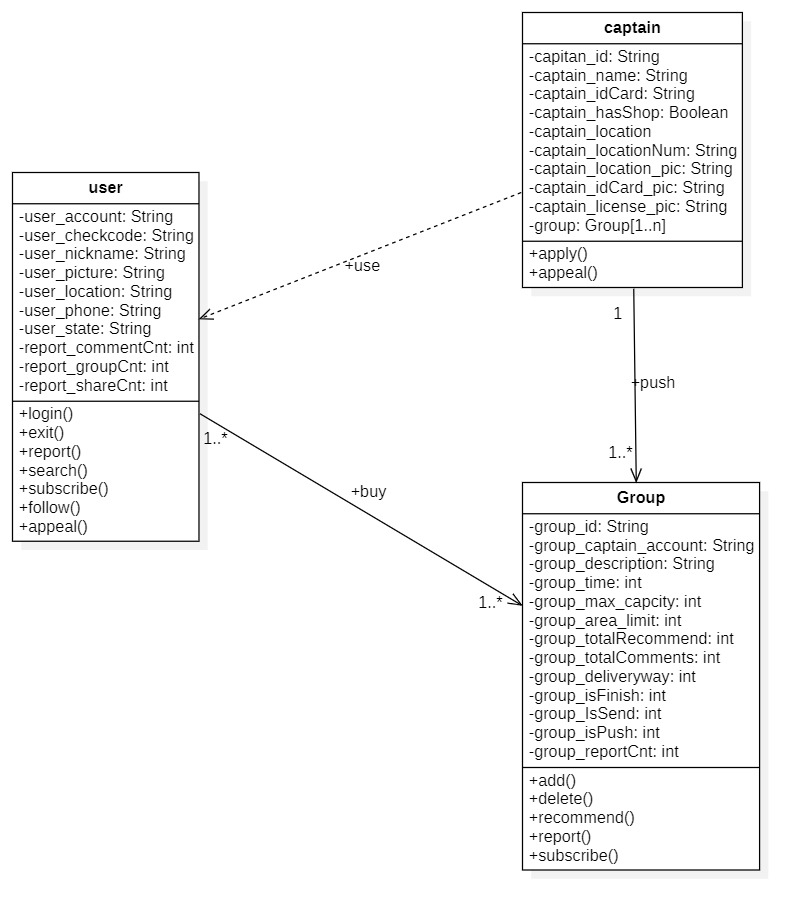 captain
-capitan_id: String
-captain_name: String
-captain_idCard: String
-captain_hasShop: Boolean
-captain_location
-captain_locationNum: String
-captain_location_pic: String
-captain_idCard_pic: String
-captain_license_pic: String
-group: Group[1..n]
+apply()
+appeal()
user
-user_account: String
-user_checkcode: String
-user_nickname: String
-user_picture: String
-user_location: String
-user_phone: String
-user_state: String
-report_commentCnt: int
-report_groupCnt: int
-report_shareCnt: int
+login()
+exit()
+report()
+search()
+subscribe()
+follow()
+appeal()
+use
1
+push
1..*
1..*
+buy
1..*
Group
-group_id: String
-group_captain_account: String
-group_description: String
-group_time: int
-group_max_capcity: int
-group_area_limit: int
-group_totalRecommend: int
-group_totalComments: int
-group_deliveryway: int
-group_isFinish: int
-group_IsSend: int
-group_isPush: int
-group_reportCnt: int
+add()
+delete()
+recommend()
+report()
+subscribe()